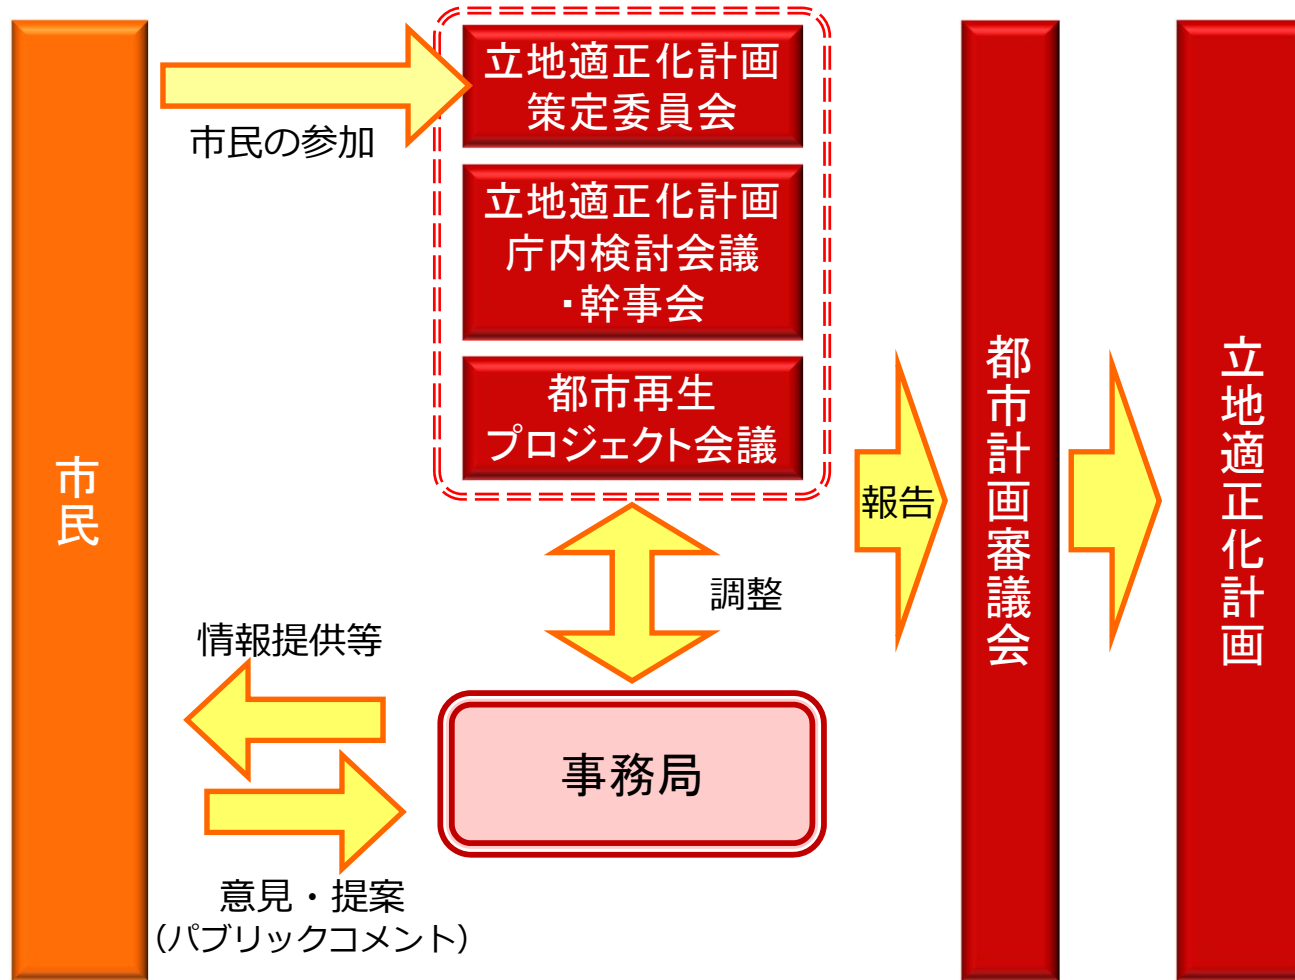 市民
市民の参加
立地適正化計画
策定委員会
立地適正化計画
庁内検討会議
・幹事会
都市再生
プロジェクト会議
調整
情報提供等
事務局
意見・提案
（パブリックコメント）
報告
都市計画審議会
立地適正化計画